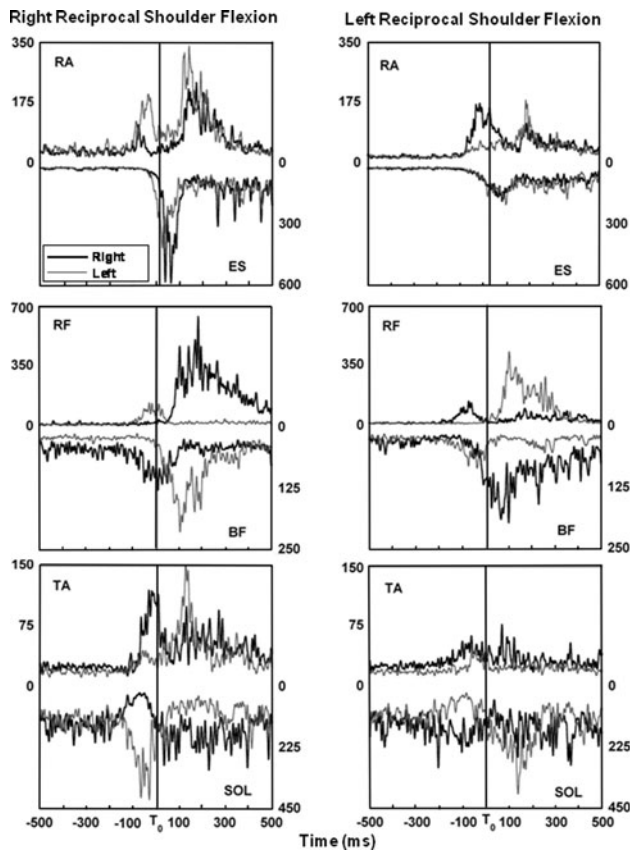 Right Reciprocal Shoulder Flexion
Left Reciprocal Shoulder Flexion
350 RA 350 RA
175 175
0 0 0 0
300 300
Right
Left
ES 600 ES 600
700 RF 700 RF
350 350
0 0 0 0
125 125
BF 250 BF 250
150 TA 150 TA
75 75
0 0 0 0
225 225
SOL 450 SOL 450
-500 -300 -100 T0 100 300 500 -500 -300 -100 T0 100 300 500
Time (ms)